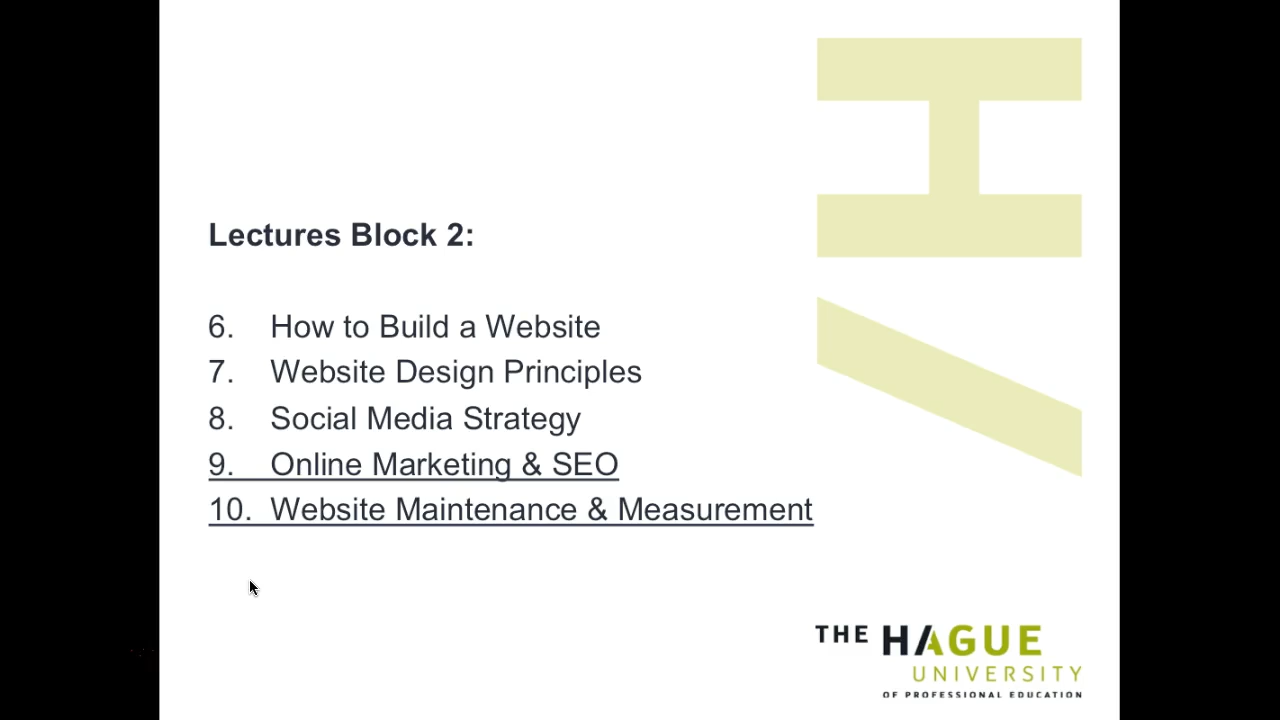 Lectures Block 2:
6. How to Build a Website
7. Website Design Principles
8. Social Media Strategy
9. Online Marketing & SEO
10. Website Maintenance & Measurement
H/
THE HAGUE
UNIVERSITY
OF PROFESSIONAL EDUCATION